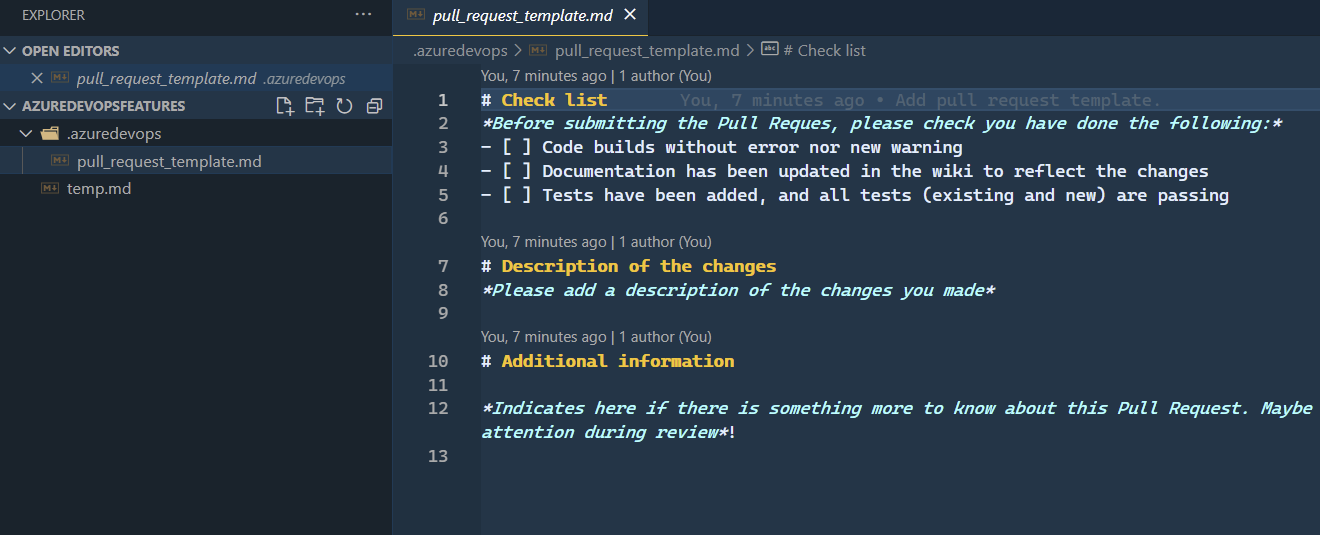 EXPLORER ···
OPEN EDITORS
pull_request_template.md .azuredevops
AZUREDEVOPSFEATURES
.azuredevops
pull_request_template.md
temp.md
pull_request_template.md
.azuredevops > pull_request_template.md > # Check list
You, 7 minutes ago | 1 author (You)
1 # Check list You, 7 minutes ago • Add pull request template.
2 *Before submitting the Pull Reques, please check you have done the following:*
3 - [ ] Code builds without error nor new warning
4 - [ ] Documentation has been updated in the wiki to reflect the changes
5 - [ ] Tests have been added, and all tests (existing and new) are passing
6
You, 7 minutes ago | 1 author (You)
7 # Description of the changes
8 *Please add a description of the changes you made*
9
You, 7 minutes ago | 1 author (You)
10 # Additional information
11
12 *Indicates here if there is something more to know about this Pull Request. Maybe
attention during review*!
13